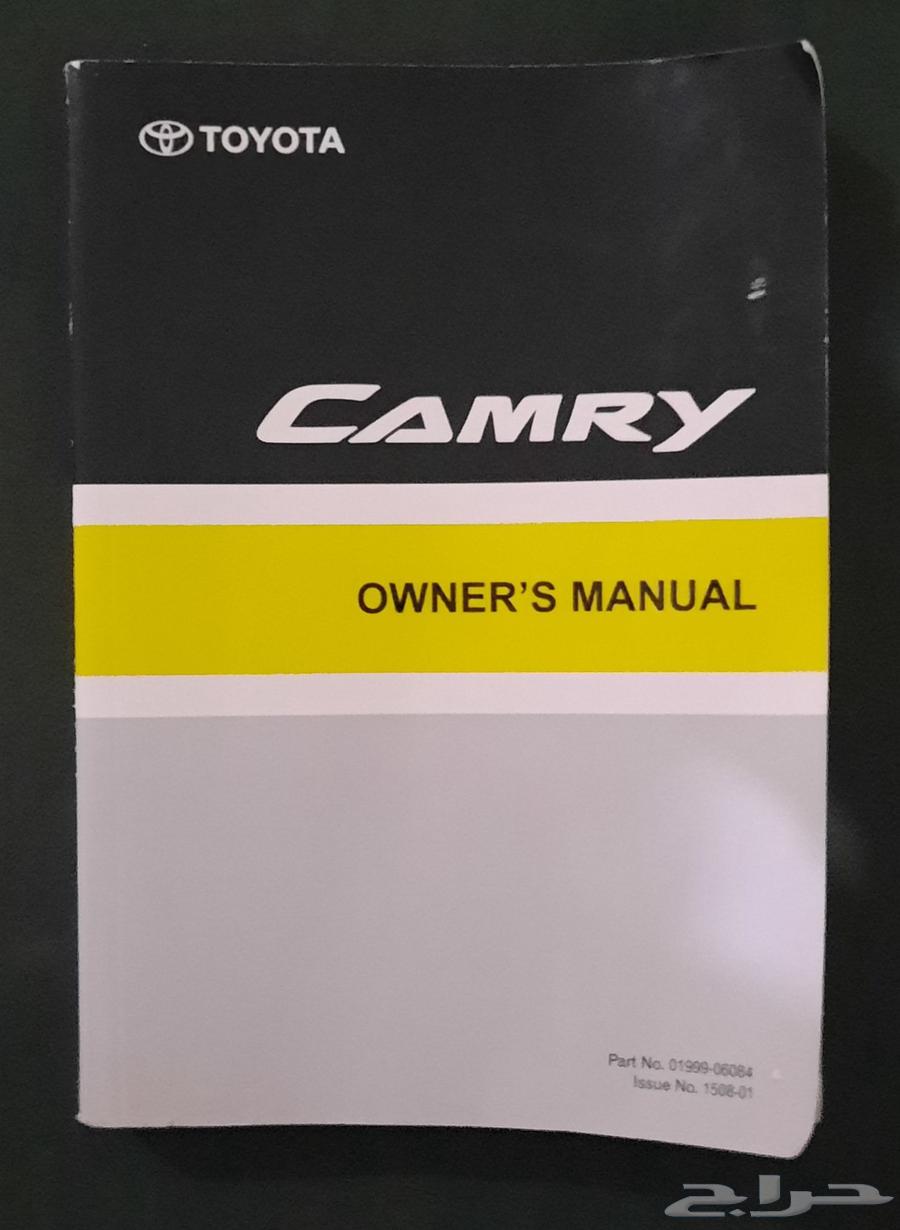 TOYOTA
CAMRY
OWNER'S MANUAL
Part No. 01999-06084
Issue No. 1508-01
حراج